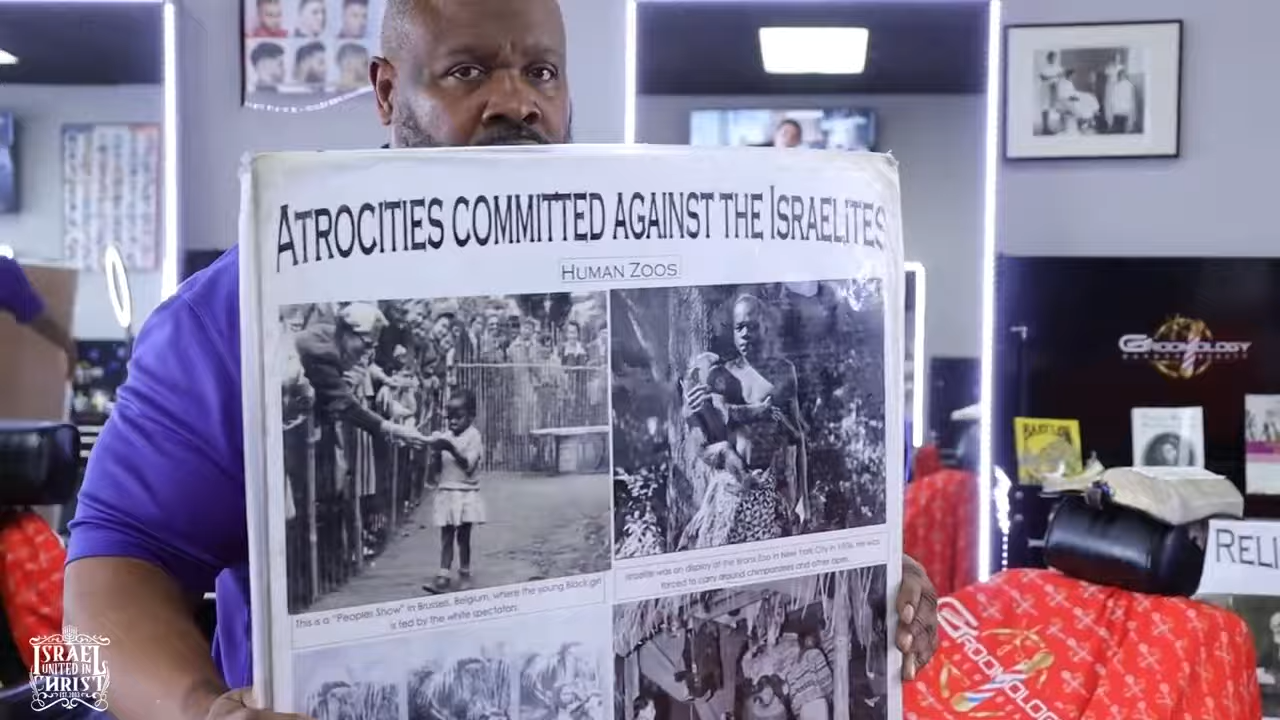 ATROCITIES COMMITTED AGAINST THE ISRAELITES
HUMAN ZOOS
This is a "Peoples Show" in Brussels, Belgium, where the young Black girl
is fed by the white spectators.
Israelite was on display at the Bronx Zoo in New York City in 1906. He was
forced to carry around chimpanzees and other apes.
GROOMOLOGY
BABYLON
RELI
GROOMOLOGY
ISRAEL
UNITED IN
CHRIST